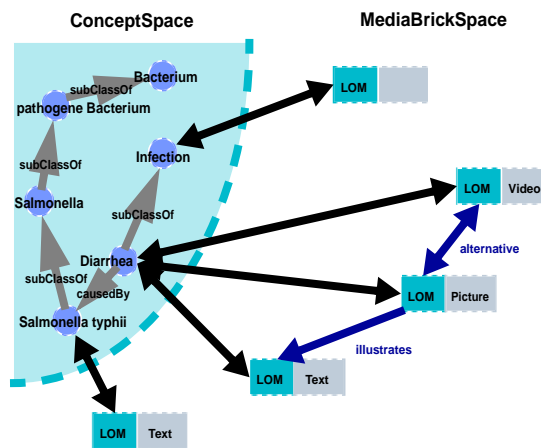 ConceptSpace
MediaBrickSpace
Bacterium
subClassOf
pathogene Bacterium
LOM
Infection
subClassOf
LOM Video
Salmonella
subClassOf
alternative
Diarrhea
subClassOf
causedBy
LOM Picture
Salmonella typhii
illustrates
LOM Text
LOM Text